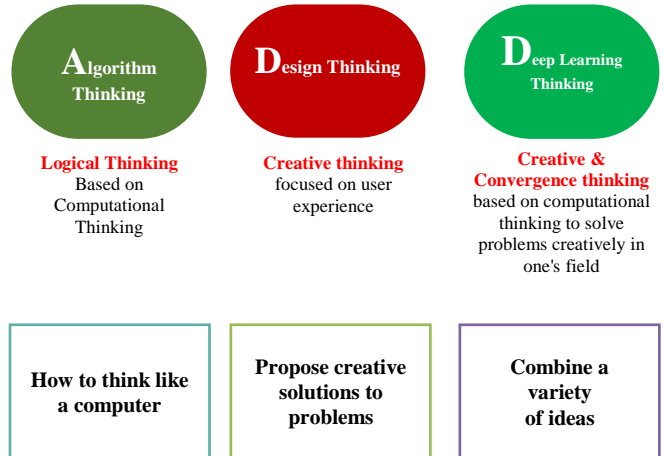 Algorithm
Thinking
Design Thinking
Deep Learning
Thinking
Logical Thinking
Based on
Computational
Thinking
Creative thinking
focused on user
experience
Creative &
Convergence thinking
based on computational
thinking to solve
problems creatively in
one's field
How to think like
a computer
Propose creative
solutions to
problems
Combine a
variety
of ideas